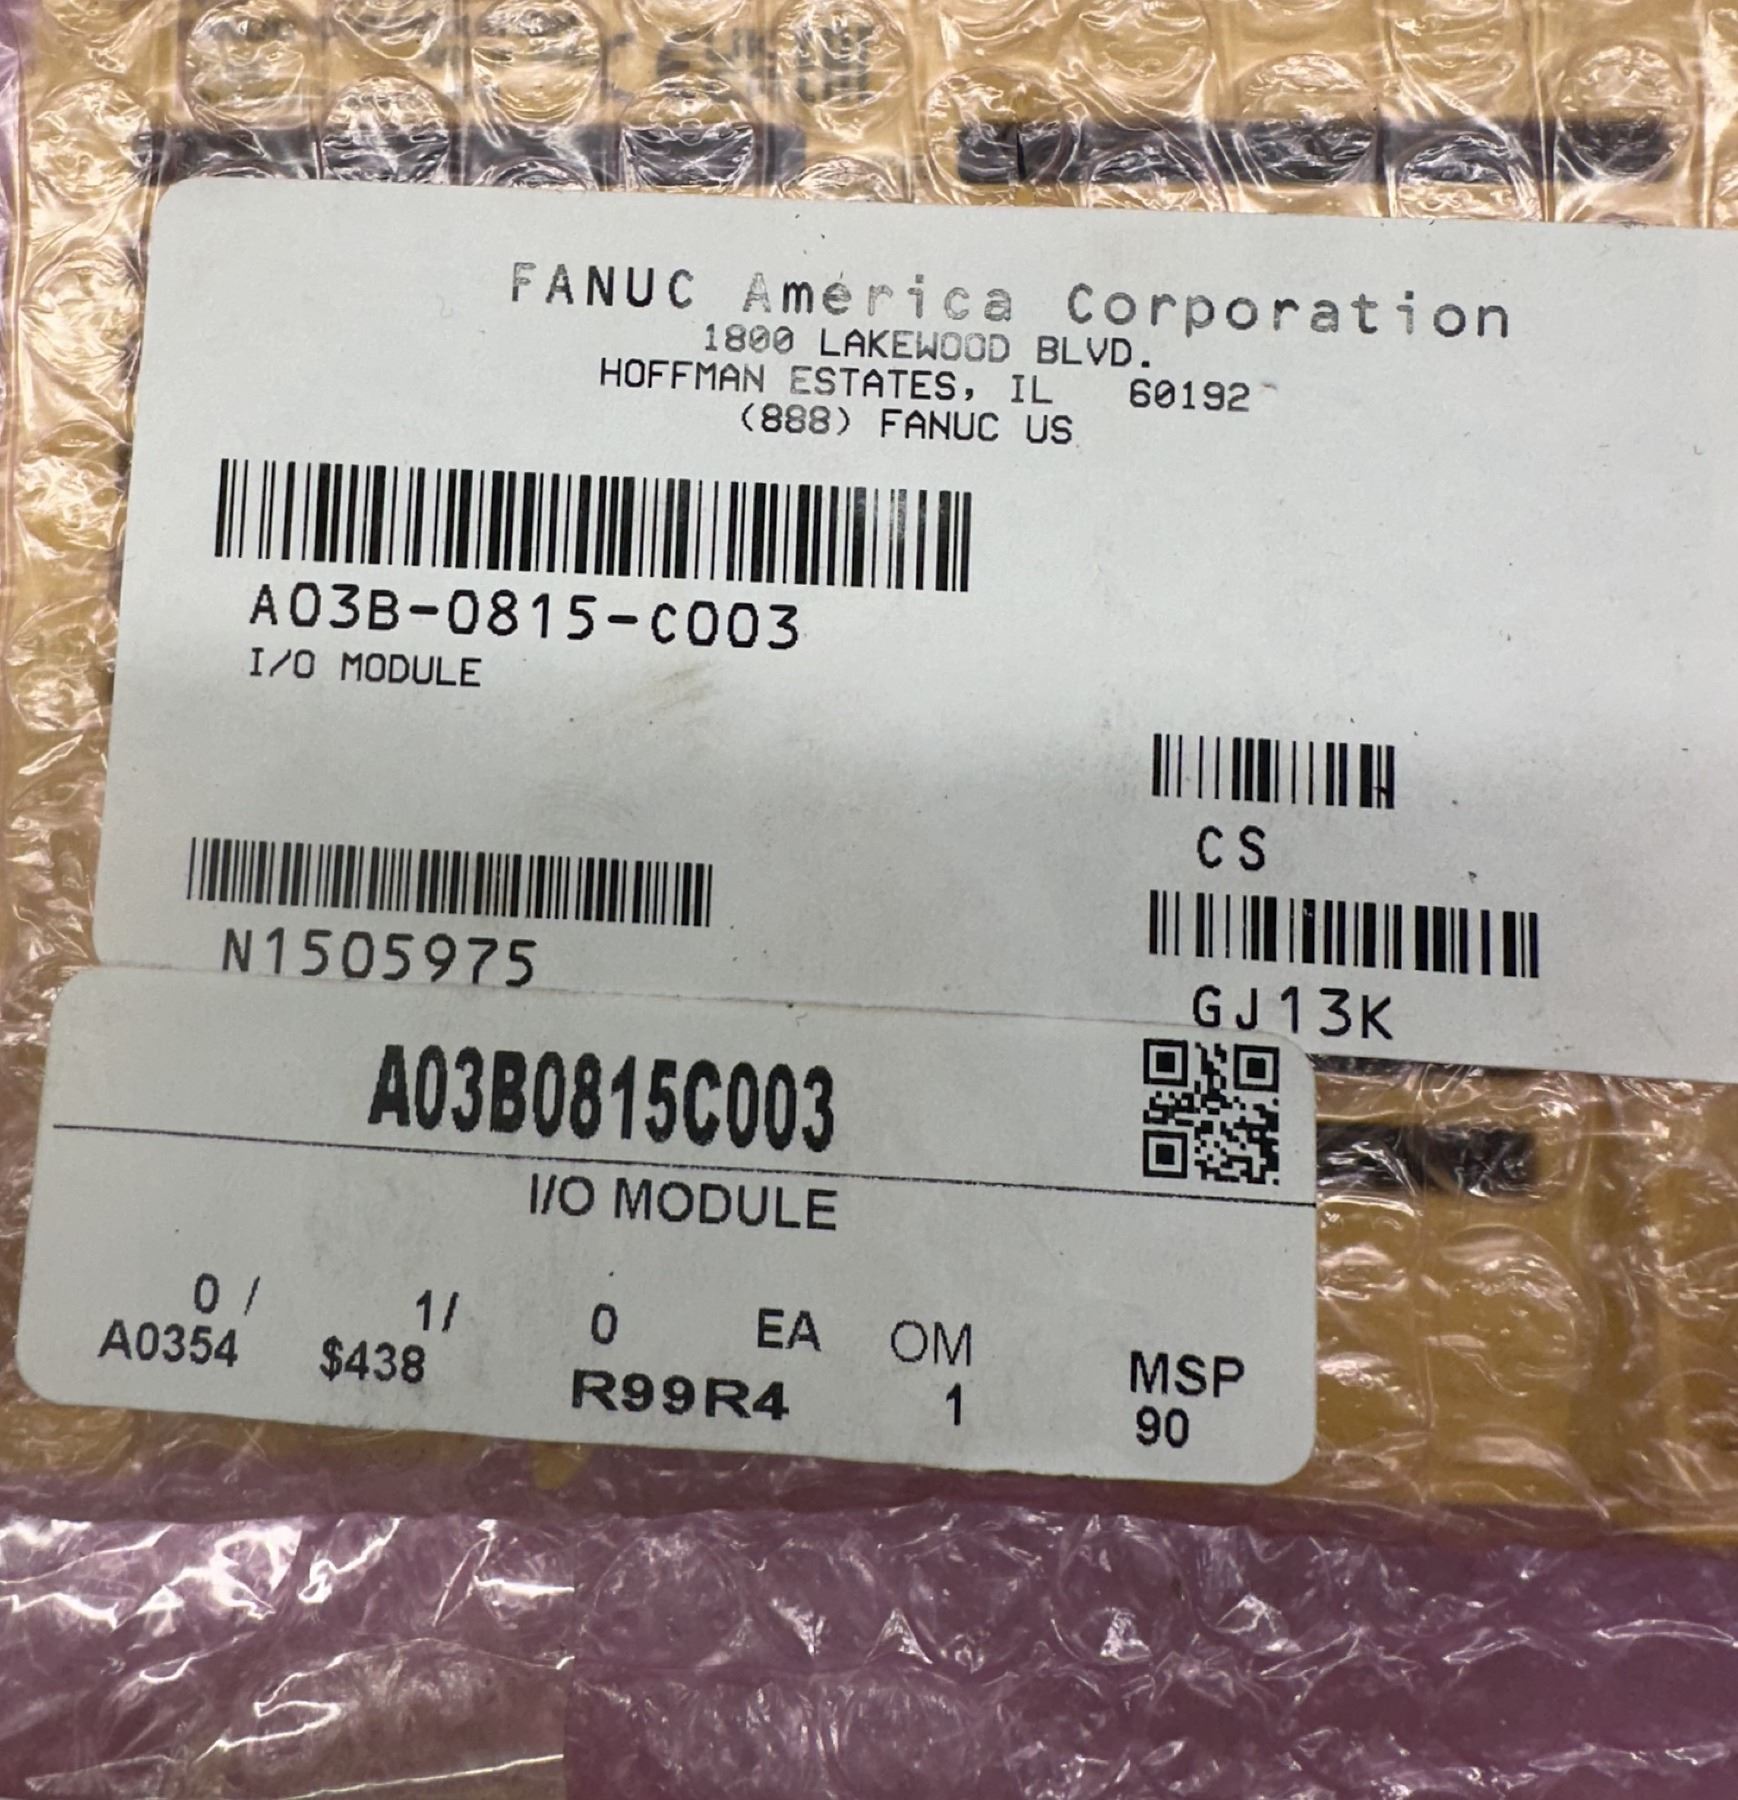 FANUC America Corporation
1800 LAKEWOOD BLVD.
HOFFMAN ESTATES, IL 60192
(888) FANUC US
A03B-0815-C003
I/O MODULE
CS
N1505975
GJ13K
A03B0815C003
I/O MODULE
0 / 1/ 0 EA OM
A0354 $438 R99R4 1 MSP
90